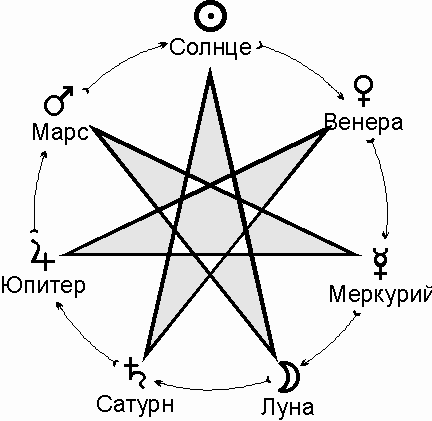 Солнце
Венера
Меркурий
Луна
Сатурн
Юпитер
Марс